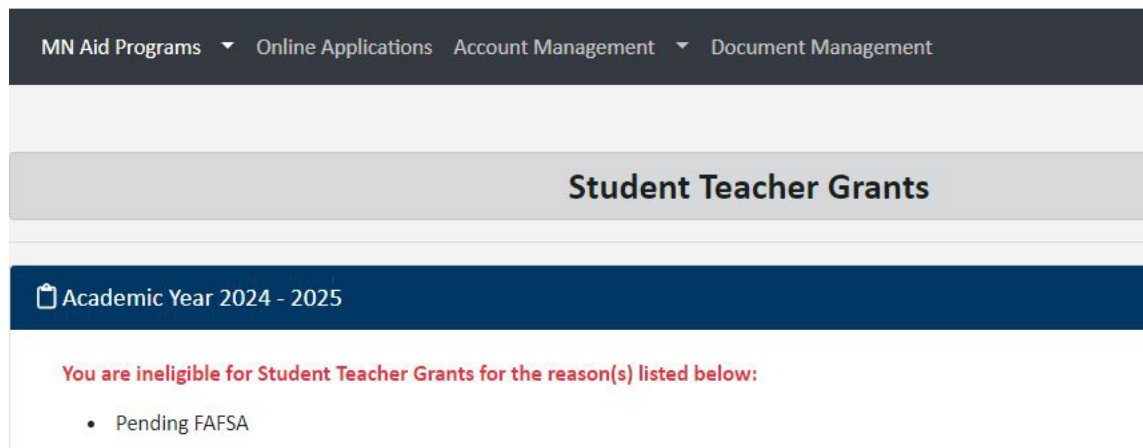 MN Aid Programs Online Applications Account Management Document Management
Student Teacher Grants
Academic Year 2024 - 2025
You are ineligible for Student Teacher Grants for the reason(s) listed below:
• Pending FAFSA